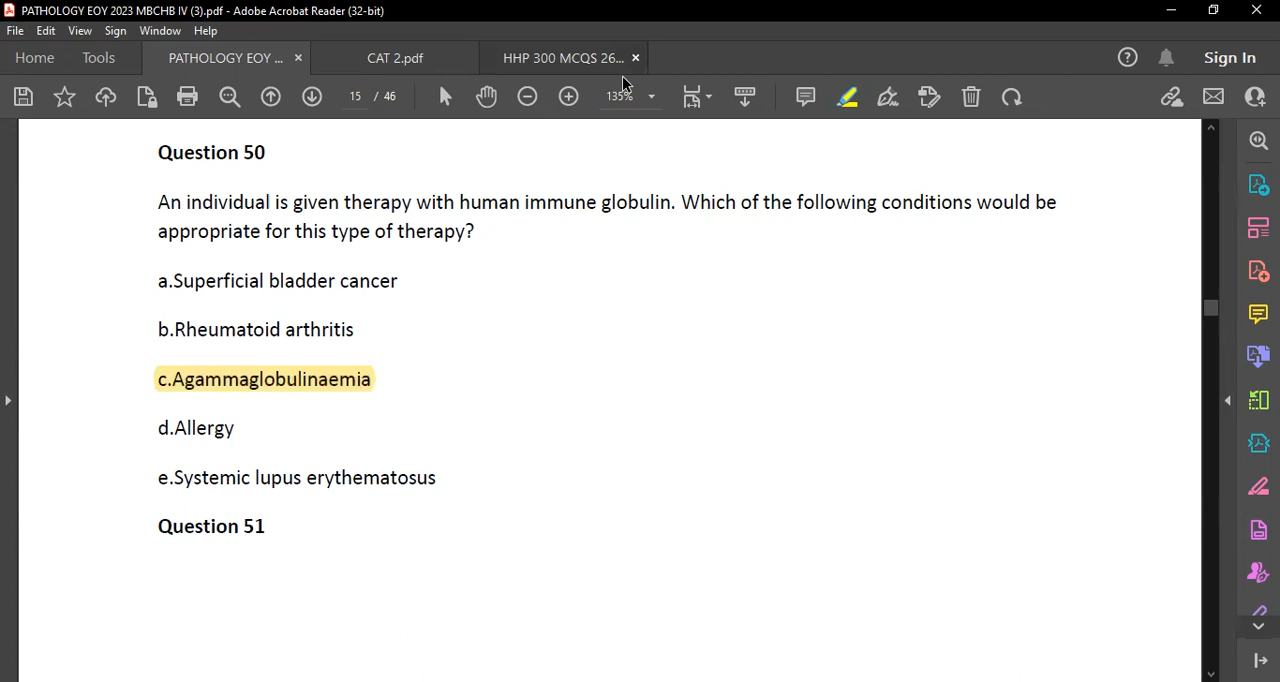 PATHOLOGY EOY 2023 MBCHB IV (3).pdf - Adobe Acrobat Reader (32-bit)
File Edit View Sign Window Help
Home Tools PATHOLOGY EOY ... × CAT 2.pdf HHP 300 MCQS 26... × Sign In
15 / 46 135%
Question 50
An individual is given therapy with human immune globulin. Which of the following conditions would be
appropriate for this type of therapy?
a.Superficial bladder cancer
b.Rheumatoid arthritis
c.Agammaglobulinaemia
d.Allergy
e.Systemic lupus erythematosus
Question 51